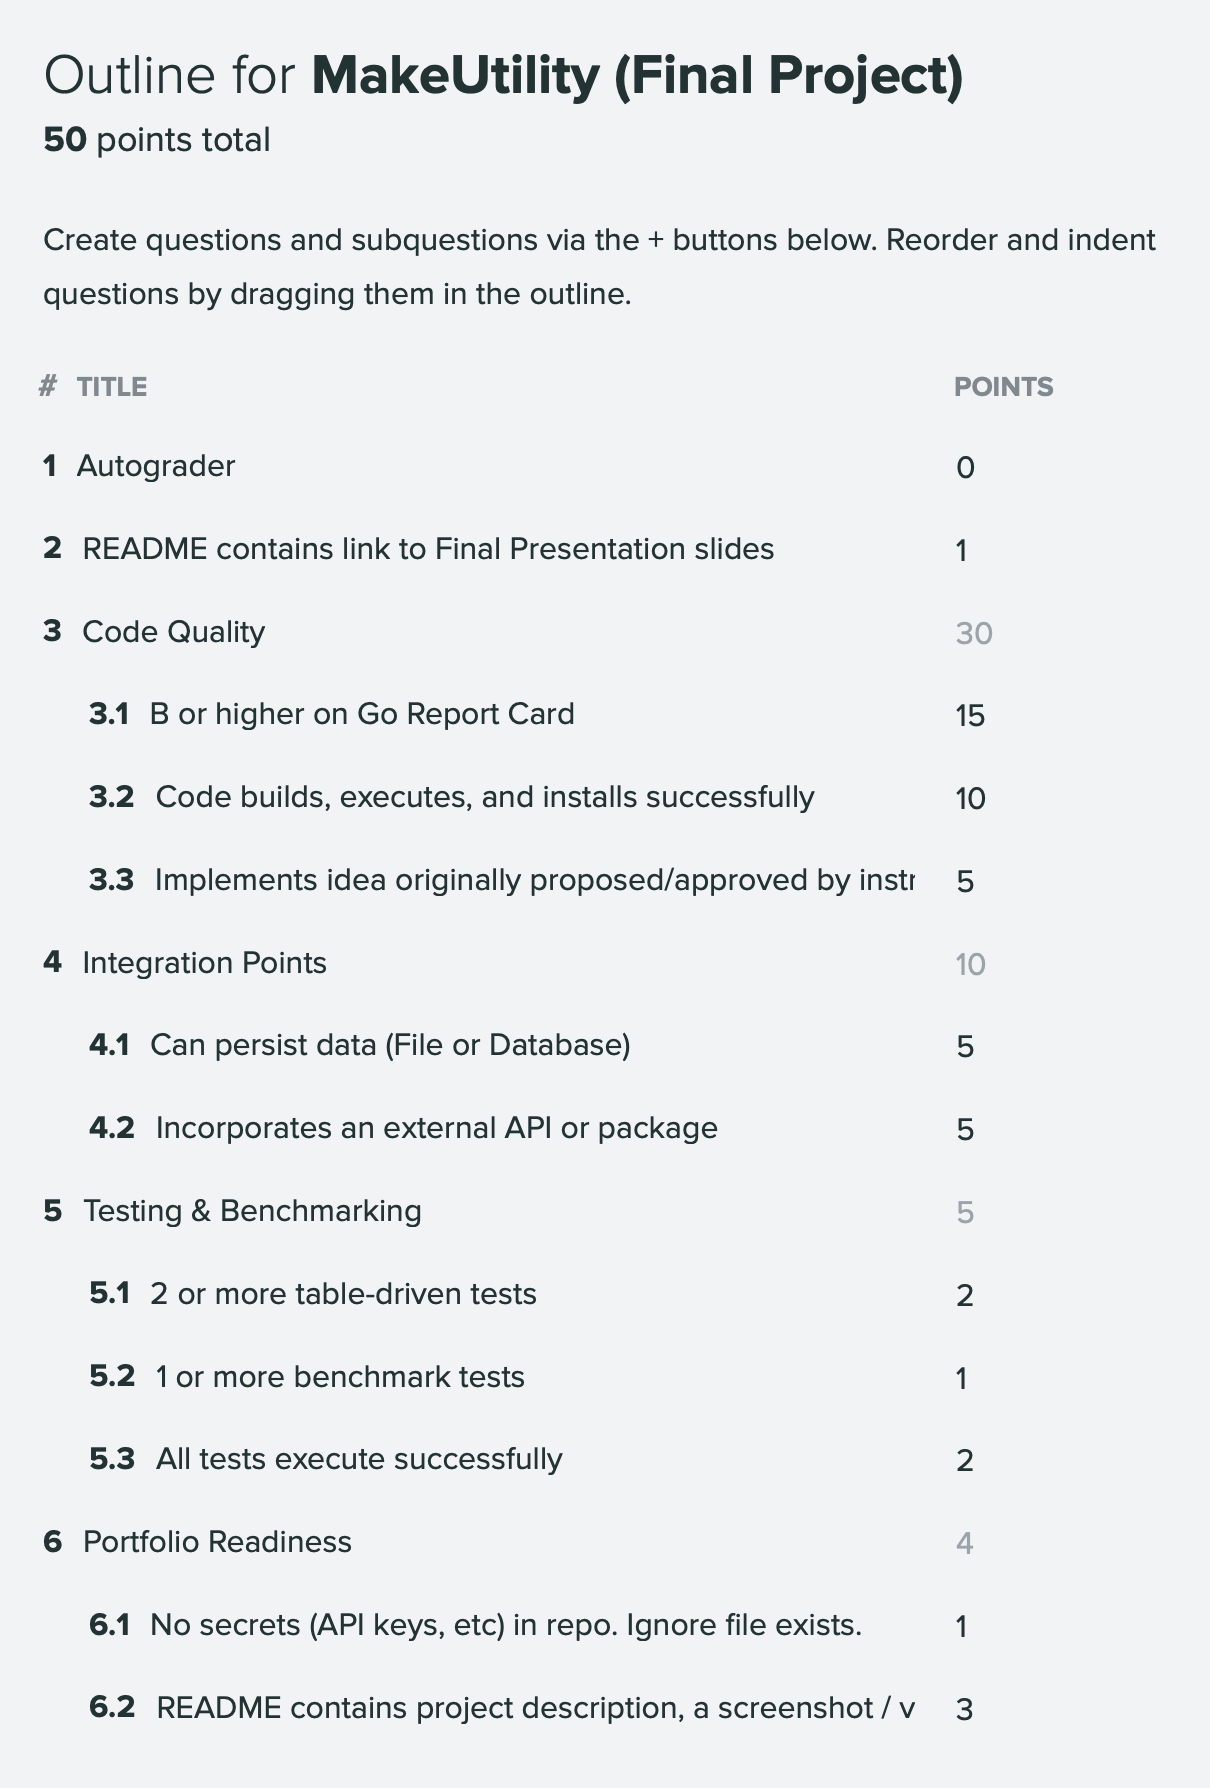 Outline for MakeUtility (Final Project)
50 points total
Create questions and subquestions via the + buttons below. Reorder and indent
questions by dragging them in the outline.
# TITLE POINTS
1 Autograder 0
2 README contains link to Final Presentation slides 1
3 Code Quality 30
3.1 B or higher on Go Report Card 15
3.2 Code builds, executes, and installs successfully 10
3.3 Implements idea originally proposed/approved by instr 5
4 Integration Points 10
4.1 Can persist data (File or Database) 5
4.2 Incorporates an external API or package 5
5 Testing & Benchmarking 5
5.1 2 or more table-driven tests 2
5.2 1 or more benchmark tests 1
5.3 All tests execute successfully 2
6 Portfolio Readiness 4
6.1 No secrets (API keys, etc) in repo. Ignore file exists. 1
6.2 README contains project description, a screenshot / v 3